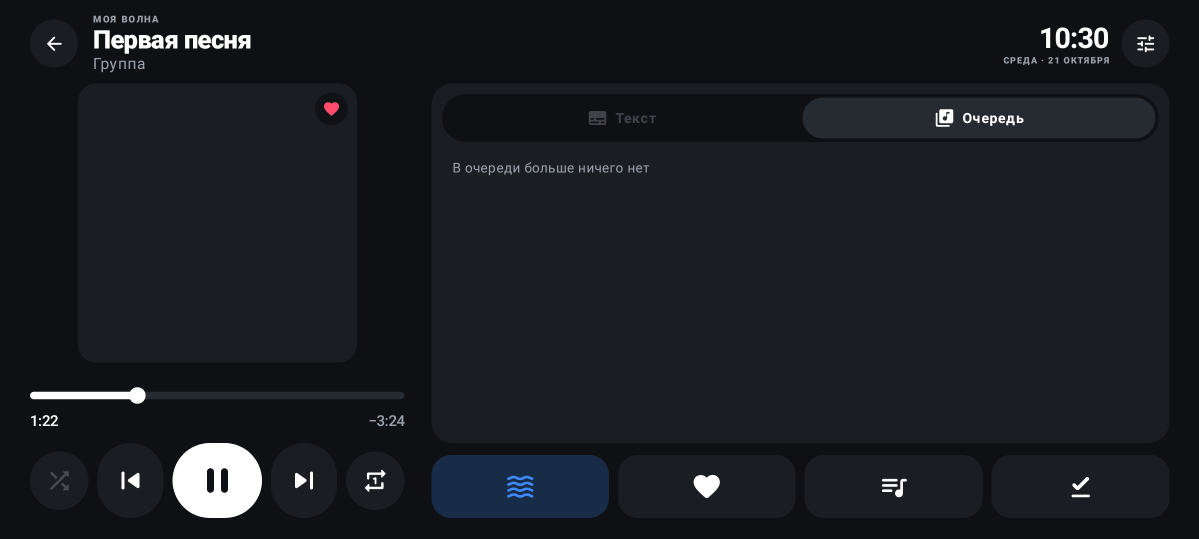 МОЯ ВОЛНА
Первая песня
Группа
10:30
СРЕДА · 21 ОКТЯБРЯ
Текст
Очередь
В очереди больше ничего нет
1:22
−3:24
1